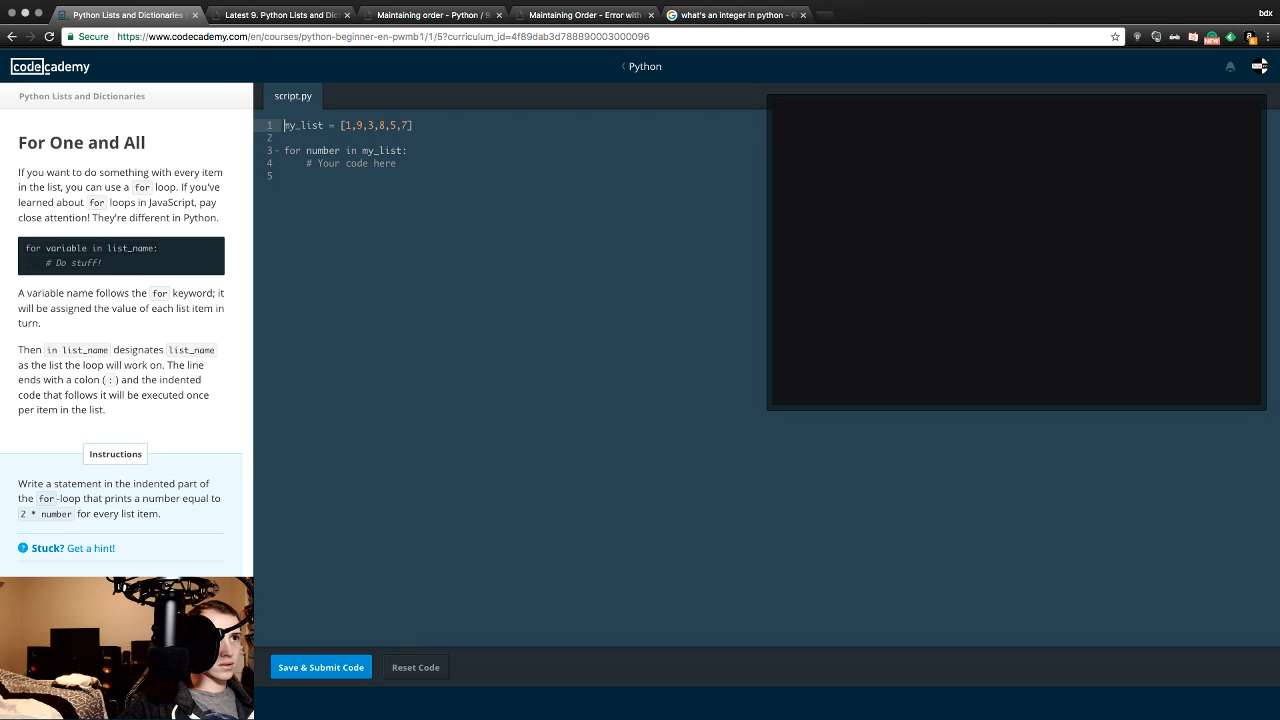 Python Lists and Dictionaries
Latest 9. Python Lists and Dic
Maintaining order - Python / 9.
Maintaining Order - Error with
what's an integer in python - G
bdx
Secure
https://www.codecademy.com/en/courses/python-beginner-en-pwmb1/1/5?curriculum_id=4f89dab3d788890003000096
NEW
codecademy
Python
Python Lists and Dictionaries
script.py
For One and All
If you want to do something with every item
in the list, you can use a for loop. If you've
learned about for loops in JavaScript, pay
close attention! They're different in Python.
for variable in list_name:
# Do stuff!
A variable name follows the for keyword; it
will be assigned the value of each list item in
turn.
Then in list_name designates list_name
as the list the loop will work on. The line
ends with a colon (:) and the indented
code that follows it will be executed once
per item in the list.
Instructions
Write a statement in the indented part of
the for-loop that prints a number equal to
2 * number for every list item.
? Stuck? Get a hint!
1 my_list = [1,9,3,8,5,7]
2
3 for number in my_list:
4 # Your code here
5
Save & Submit Code
Reset Code